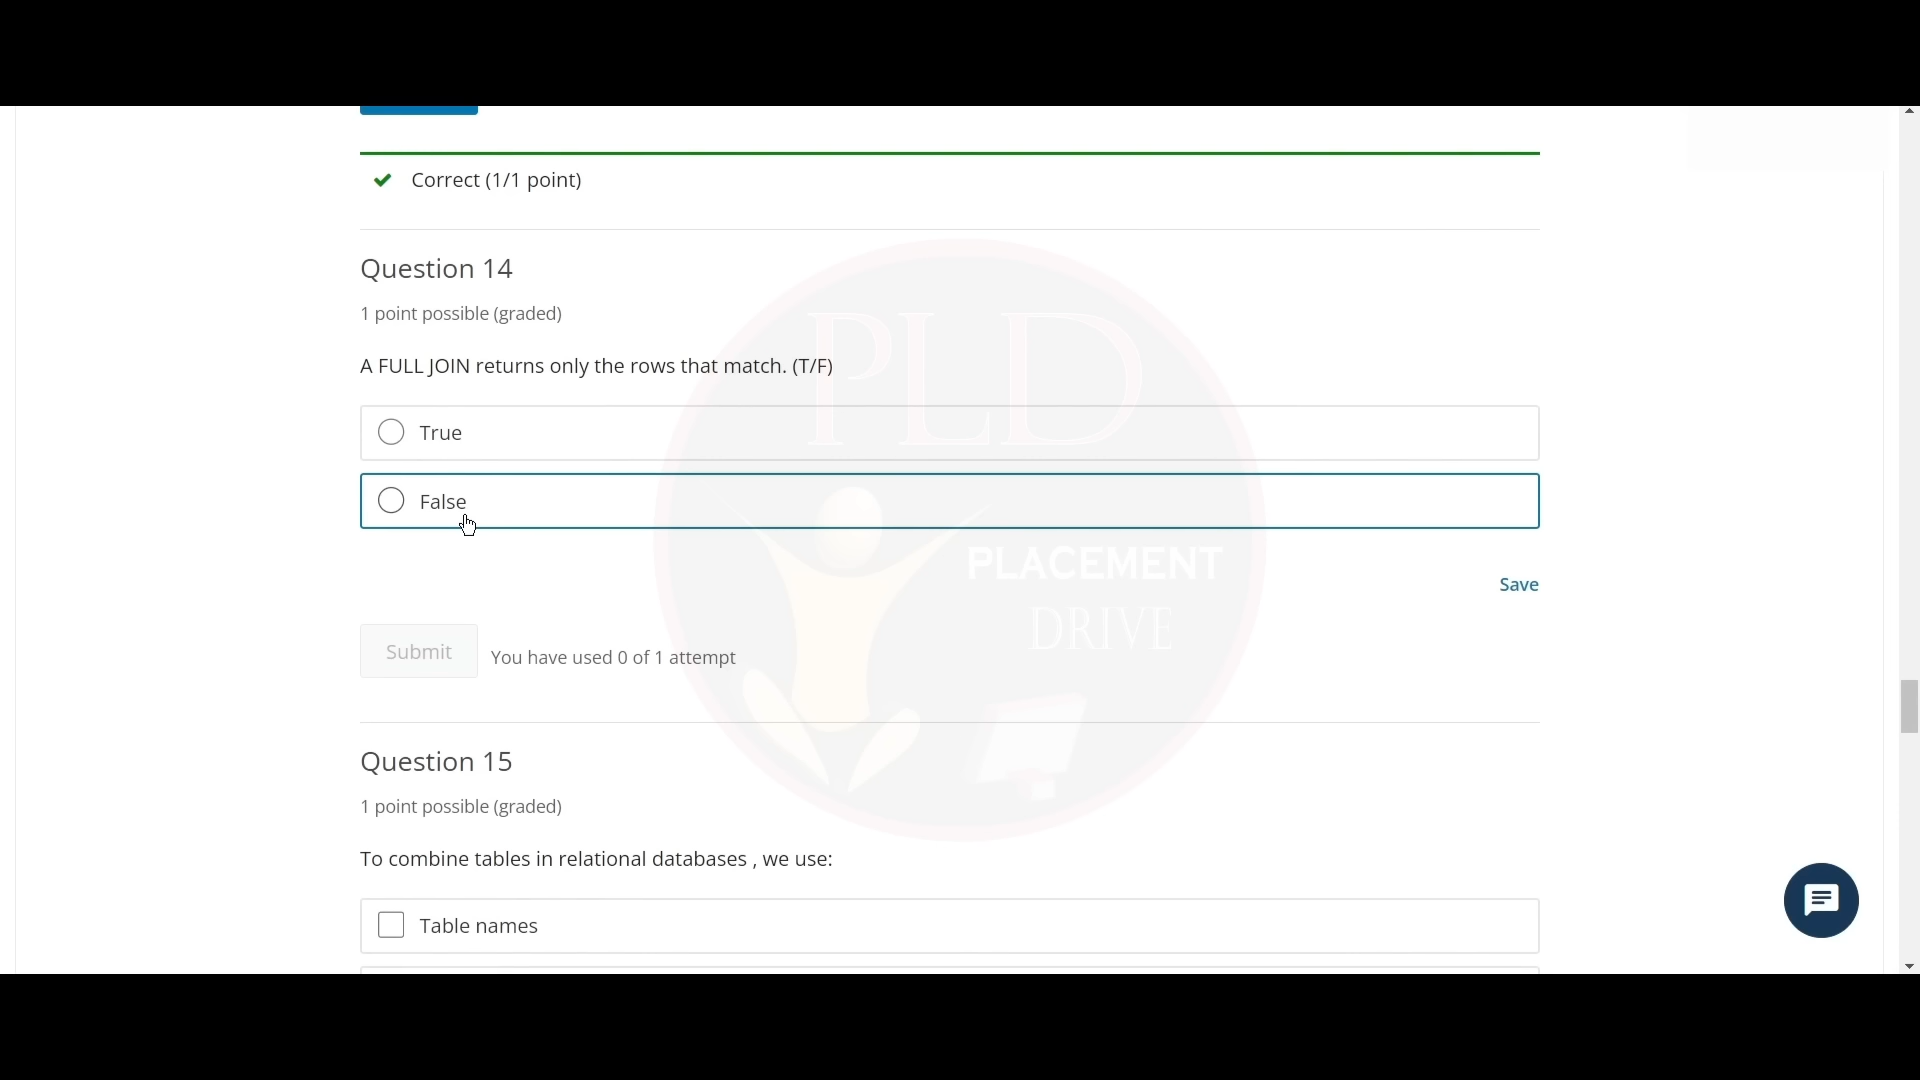 Correct (1/1 point)
Question 14
1 point possible (graded)
A FULL JOIN returns only the rows that match. (T/F)
True
False
Save
Submit
You have used 0 of 1 attempt
Question 15
1 point possible (graded)
To combine tables in relational databases , we use:
Table names
PLD
PLACEMENT
DRIVE